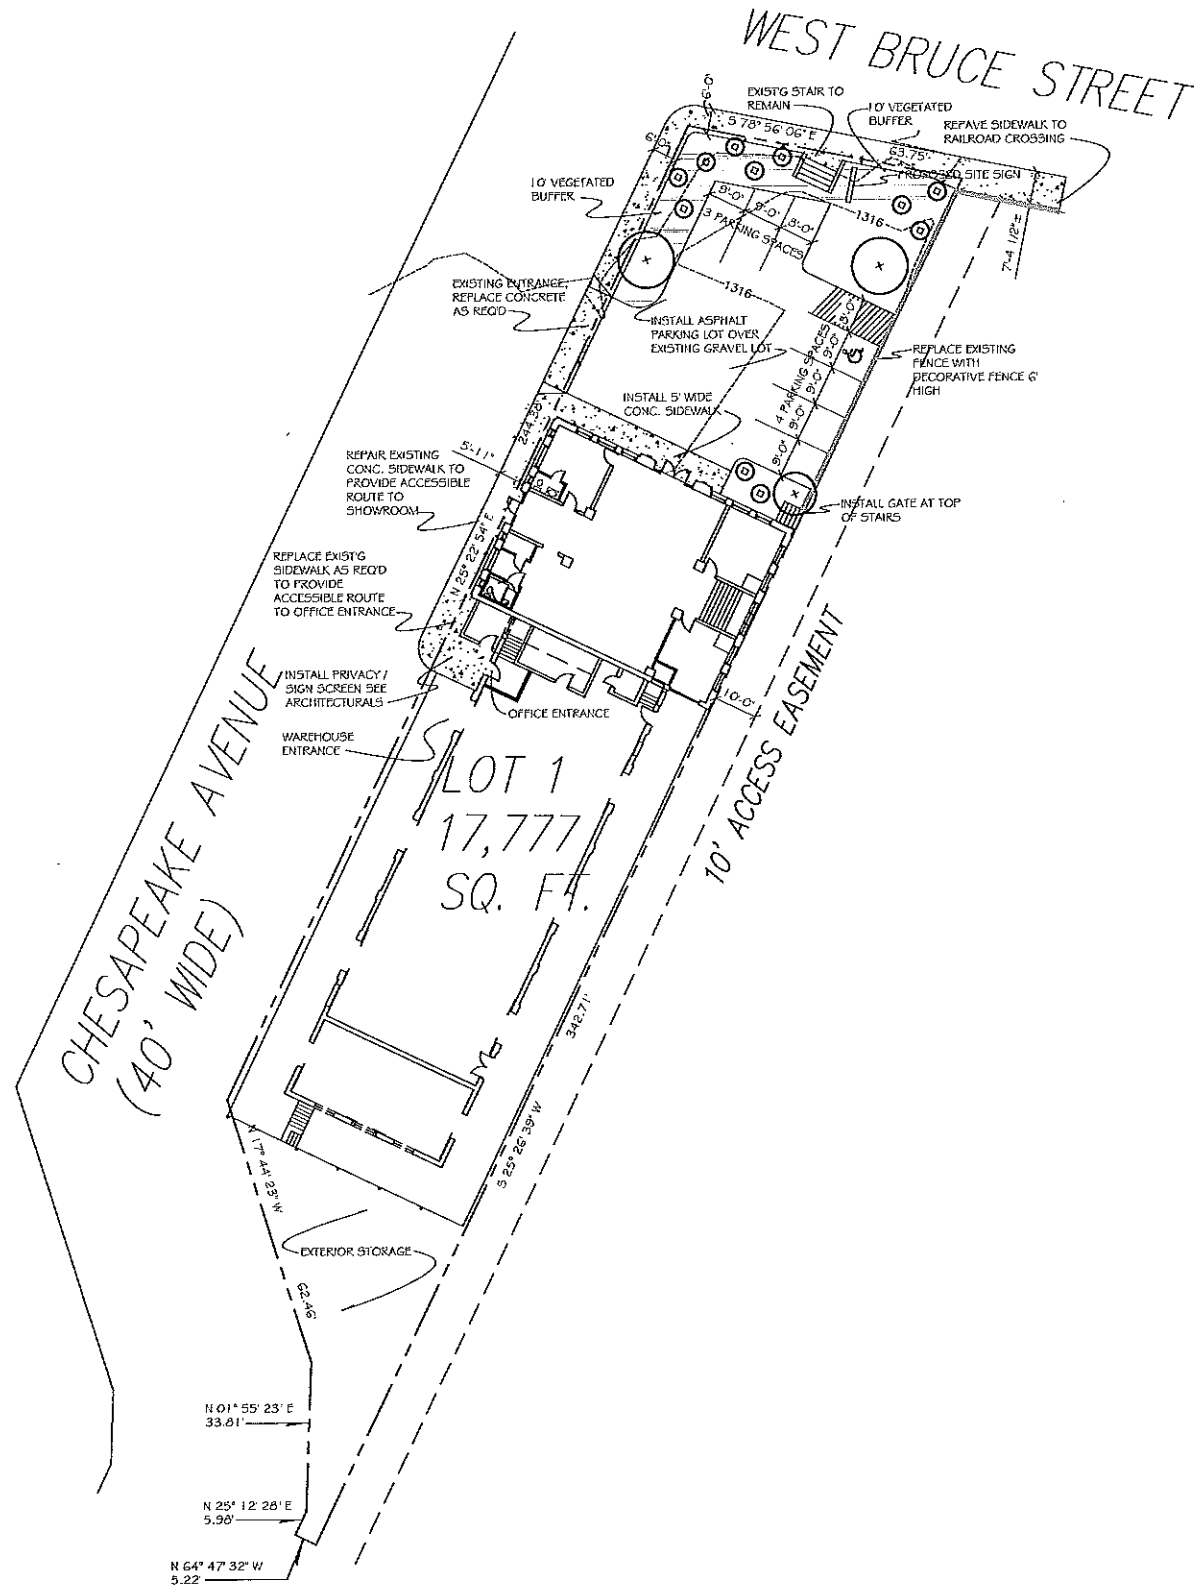 WEST BRUCE STREET
6'-0"
S 78° 56' 06" E
EXIST'G STAIR TO
REMAIN
10' VEGETATED
BUFFER
REPAVE SIDEWALK TO
RAILROAD CROSSING
63.75'
PROPOSED SITE SIGN
6'-0"
10' VEGETATED
BUFFER
9'-0"
9'-0"
8'-0"
3 PARKING SPACES
1316
7'-4 1/2"±
EXISTING ENTRANCE,
REPLACE CONCRETE
AS REQ'D
1316
INSTALL ASPHALT
PARKING LOT OVER
EXISTING GRAVEL LOT
8'-0"
9'-0"
9'-0"
9'-0"
9'-0"
4 PARKING SPACES
REPLACE EXISTING
FENCE WITH
DECORATIVE FENCE 6'
HIGH
INSTALL 5' WIDE
CONC. SIDEWALK
244.38'
5'-11"
REPAIR EXISTING
CONC. SIDEWALK TO
PROVIDE ACCESSIBLE
ROUTE TO
SHOWROOM
INSTALL GATE AT TOP
OF STAIRS
N 25° 22' 54" E
REPLACE EXIST'G
SIDEWALK AS REQ'D
TO PROVIDE
ACCESSIBLE ROUTE
TO OFFICE ENTRANCE
INSTALL PRIVACY /
SIGN SCREEN SEE
ARCHITECTURALS
OFFICE ENTRANCE
10'-0"
WAREHOUSE
ENTRANCE
10' ACCESS EASEMENT
LOT 1
17,777
SQ. FT.
CHESAPEAKE AVENUE
(40' WIDE)
342.71'
S 25° 26' 39" W
N 17° 44' 23" W
62.46'
EXTERIOR STORAGE
N 01° 55' 23" E
33.81'
N 25° 12' 28" E
5.98'
N 64° 47' 32" W
5.22'